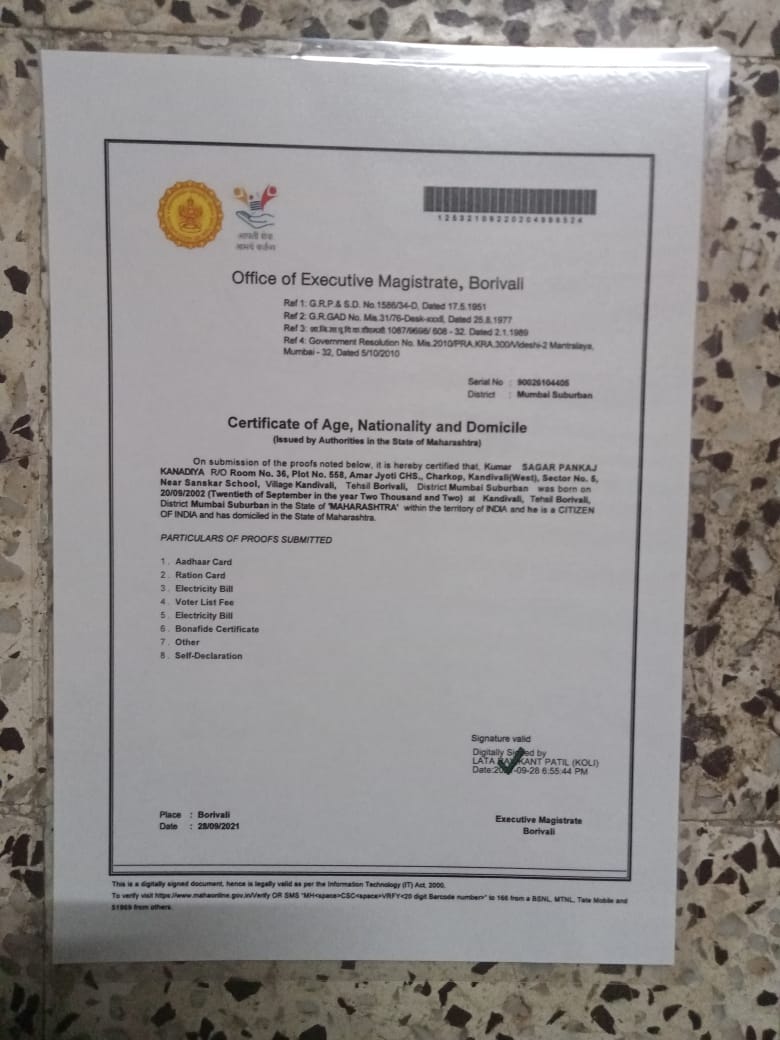 आपली सेवा
आमचे कर्तव्य
Office of Executive Magistrate, Borivali
Ref 1: G.R.P.& S.D. No.1586/34-D, Dated 17.5.1951
Ref 2: G.R.GAD No. Mis.31/76-Desk-xxxii, Dated 25.8.1977
Ref 3: 1087/9696/ 608 - 32. Dated 2.1.1989
Ref 4: Government Resolution No. Mis.2010/PRA.KRA.300/Videshi-2 Mantralaya,
Mumbai - 32, Dated 5/10/2010
Serial No : 90026104405
District : Mumbai Suburban
Certificate of Age, Nationality and Domicile
(Issued by Authorities in the State of Maharashtra)
On submission of the proofs noted below, it is hereby certified that, Kumar SAGAR PANKAJ
KANADIYA R/O Room No. 36, Plot No. 558, Amar Jyoti CHS., Charkop, Kandivali(West), Sector No. 5,
Near Sanskar School, Village Kandivali, Tehsil Borivali, District Mumbai Suburban was born on
20/09/2002 (Twentieth of September in the year Two Thousand and Two) at Kandivali, Tehsil Borivali,
District Mumbai Suburban in the State of 'MAHARASHTRA' within the territory of INDIA and he is a CITIZEN
OF INDIA and has domiciled in the State of Maharashtra.
PARTICULARS OF PROOFS SUBMITTED
1 . Aadhaar Card
2 . Ration Card
3 . Electricity Bill
4 . Voter List Fee
5 . Electricity Bill
6 . Bonafide Certificate
7 . Other
8 . Self-Declaration
Signature valid
Digitally Signed by
LATA KANT PATIL (KOLI)
Date:2021-09-28 6:55:44 PM
Place : Borivali
Date : 28/09/2021
Executive Magistrate
Borivali
This is a digitally signed document, hence is legally valid as per the Information Technology (IT) Act, 2000.
To verify visit https://www.mahaonline.gov.in/Verify OR SMS "MH<space>CSC<space>VRFY<20 digit Barcode number>" to 166 from a BSNL, MTNL, Tata Mobile and
51969 from others.